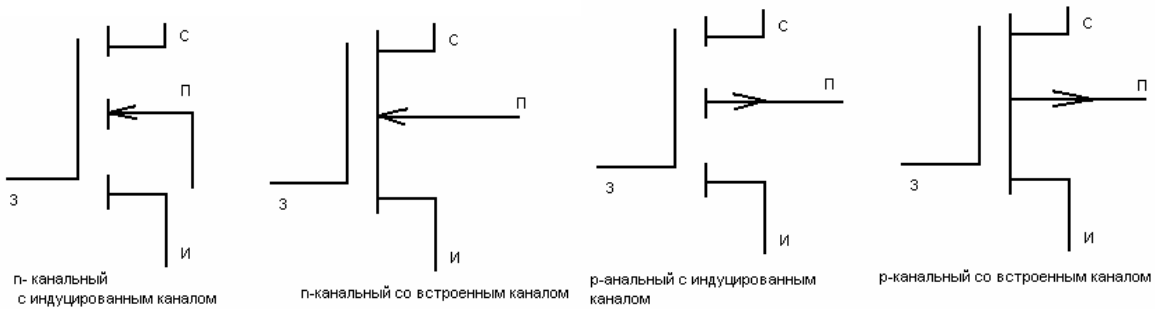 С
П
З
И
n- канальный
с индуцированным каналом
С
П
З
И
n-канальный со встроенным каналом
С
П
З
И
р-анальный с индуцированным
каналом
С
П
З
И
р-канальный со встроенным каналом